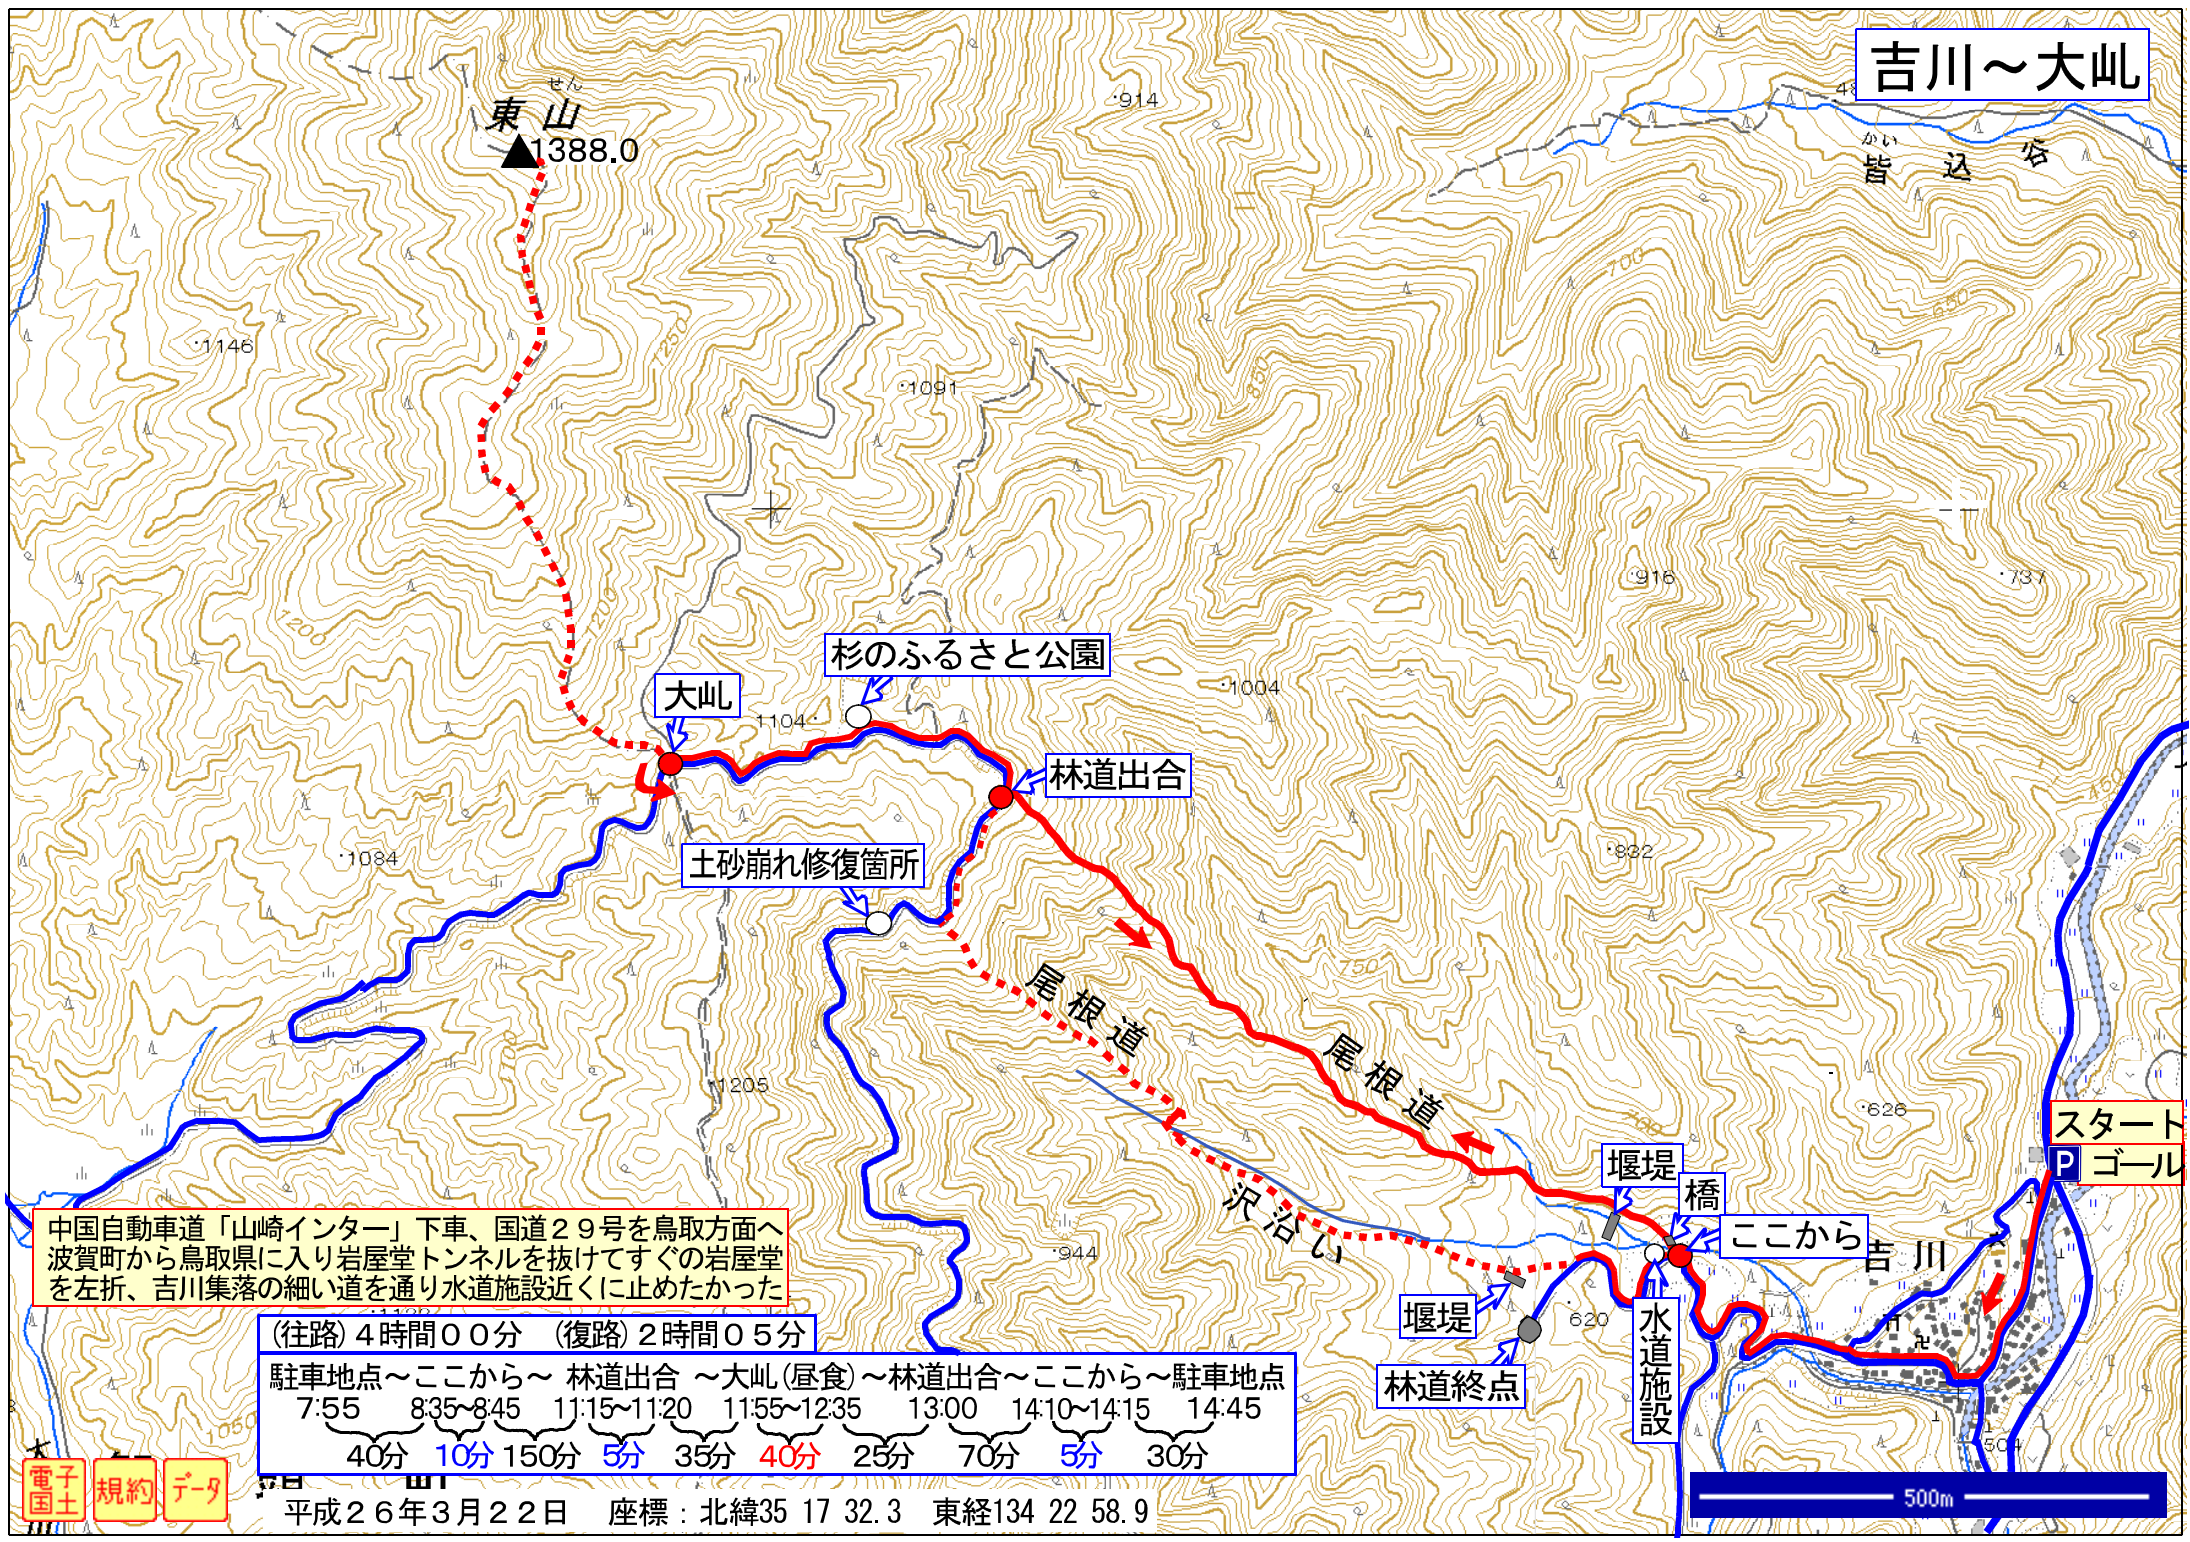 吉川～大乢
せん
東山
1388.0
・914
48
かい
皆込谷
・1146
1250
・1091
850
700
650
・916
・737
1200
1200
杉のふるさと公園
大乢
1104・
・1004
林道出合
450
・1084
土砂崩れ修復箇所
・832
750
尾根道
尾根道
・1205
700
・626
スタート
ゴール
P
堰堤
橋
ここから
沢沿い
・944
吉川
中国自動車道「山崎インター」下車、国道２９号を鳥取方面へ
波賀町から鳥取県に入り岩屋堂トンネルを抜けてすぐの岩屋堂
を左折、吉川集落の細い道を通り水道施設近くに止めたかった
堰堤
・620
水道施設
林道終点
(往路)４時間００分　(復路)２時間０５分
駐車地点～ここから～ 林道出合 ～大乢(昼食)～林道出合～ここから～駐車地点
7:55 8:35～8:45 11:15～11:20 11:55～12:35 13:00 14:10～14:15 14:45
40分 10分 150分 5分 35分 40分 25分 70分 5分 30分
1050
504
電子国土
規約
データ
500m
平成２６年３月２２日　座標：北緯35 17 32.3　東経134 22 58.9